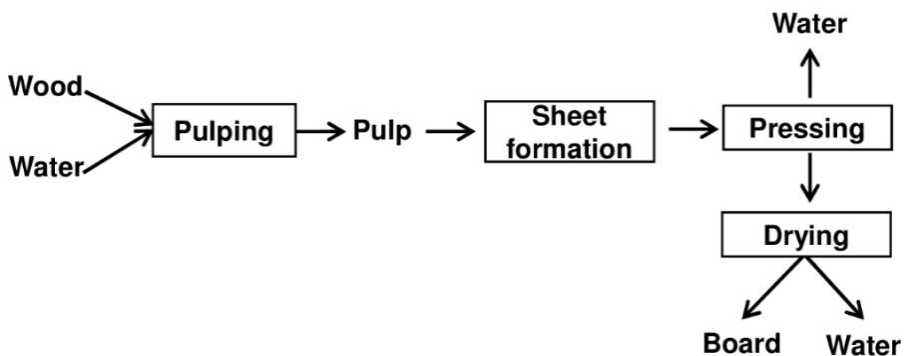 Water
Wood
Pulping
Pulp
Sheet
formation
Pressing
Water
Drying
Board
Water